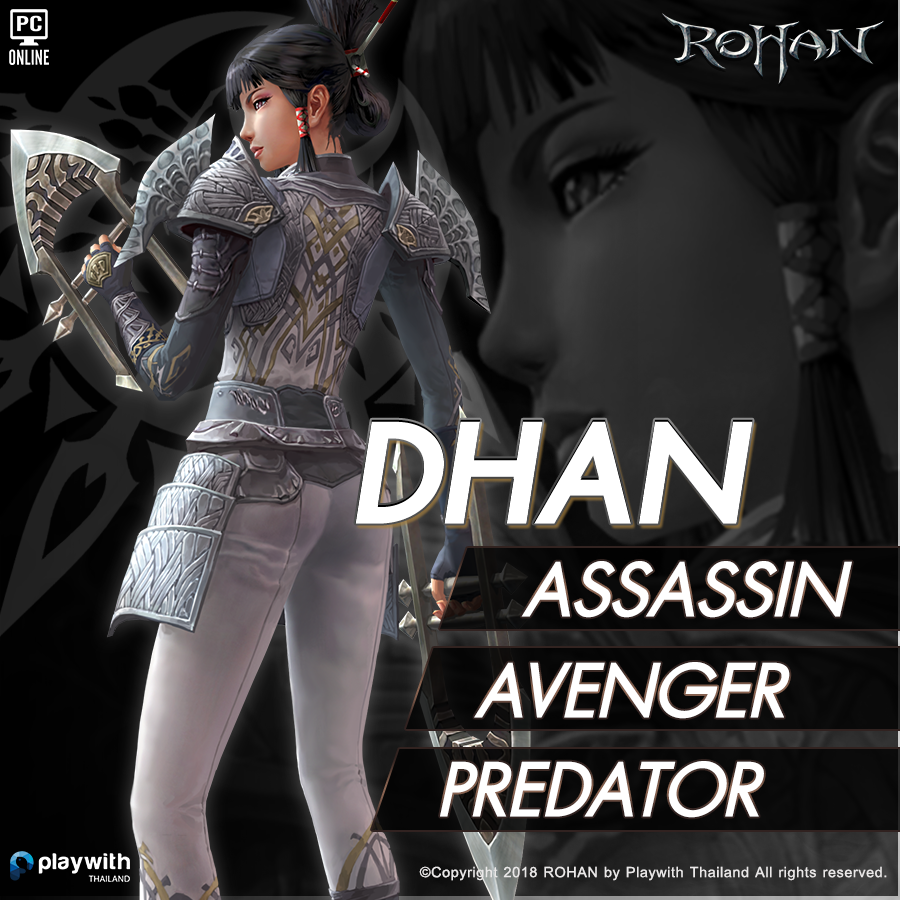 PC
ONLINE
ROHAN
DHAN
ASSASSIN
AVENGER
PREDATOR
playwith
THAILAND
©Copyright 2018 ROHAN by Playwith Thailand All rights reserved.